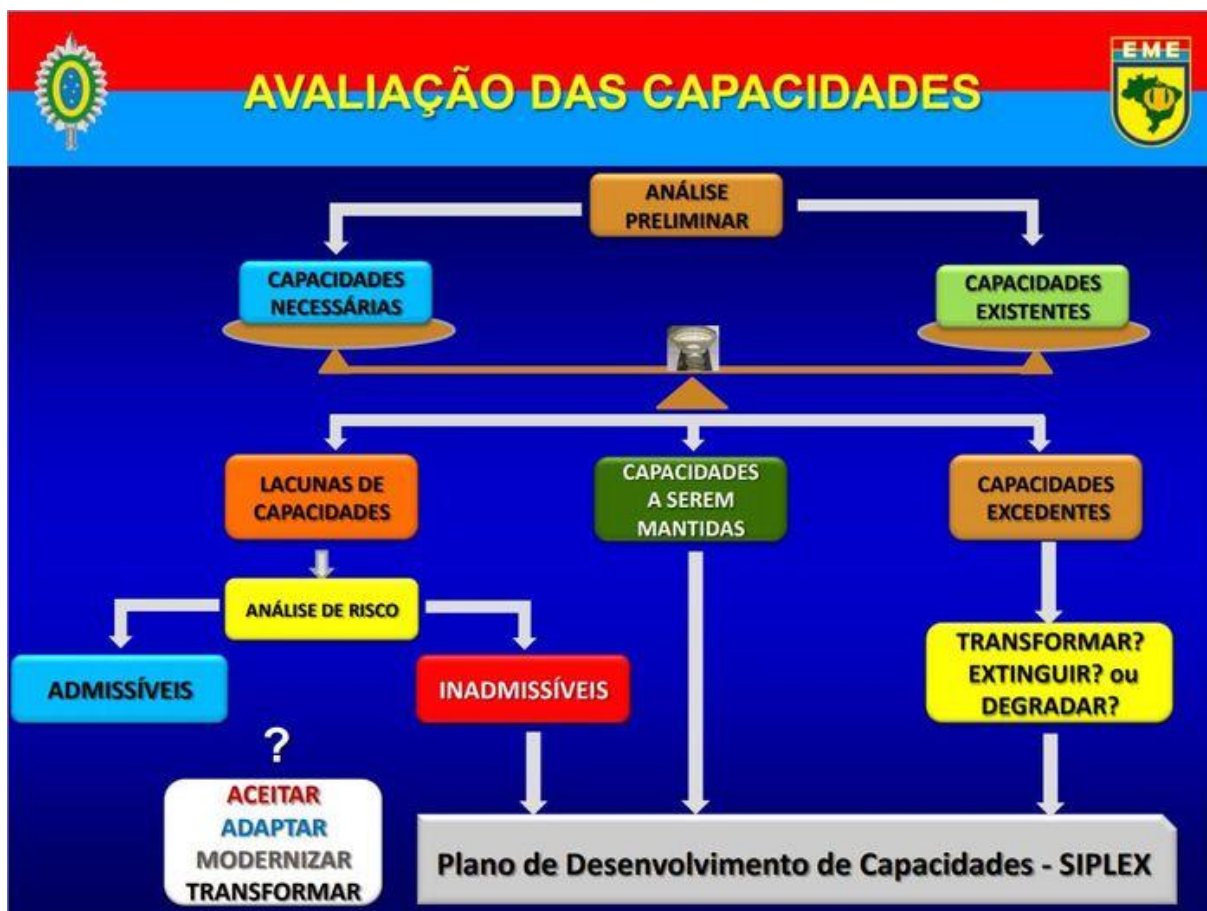 EME
AVALIAÇÃO DAS CAPACIDADES
ANÁLISE
PRELIMINAR
CAPACIDADES
NECESSÁRIAS
CAPACIDADES
EXISTENTES
LACUNAS DE
CAPACIDADES
CAPACIDADES
A SEREM
MANTIDAS
CAPACIDADES
EXCEDENTES
ANÁLISE DE RISCO
ADMISSÍVEIS
INADMISSÍVEIS
TRANSFORMAR?
EXTINGUIR? ou
DEGRADAR?
?
ACEITAR
ADAPTAR
MODERNIZAR
TRANSFORMAR
Plano de Desenvolvimento de Capacidades - SIPLEX